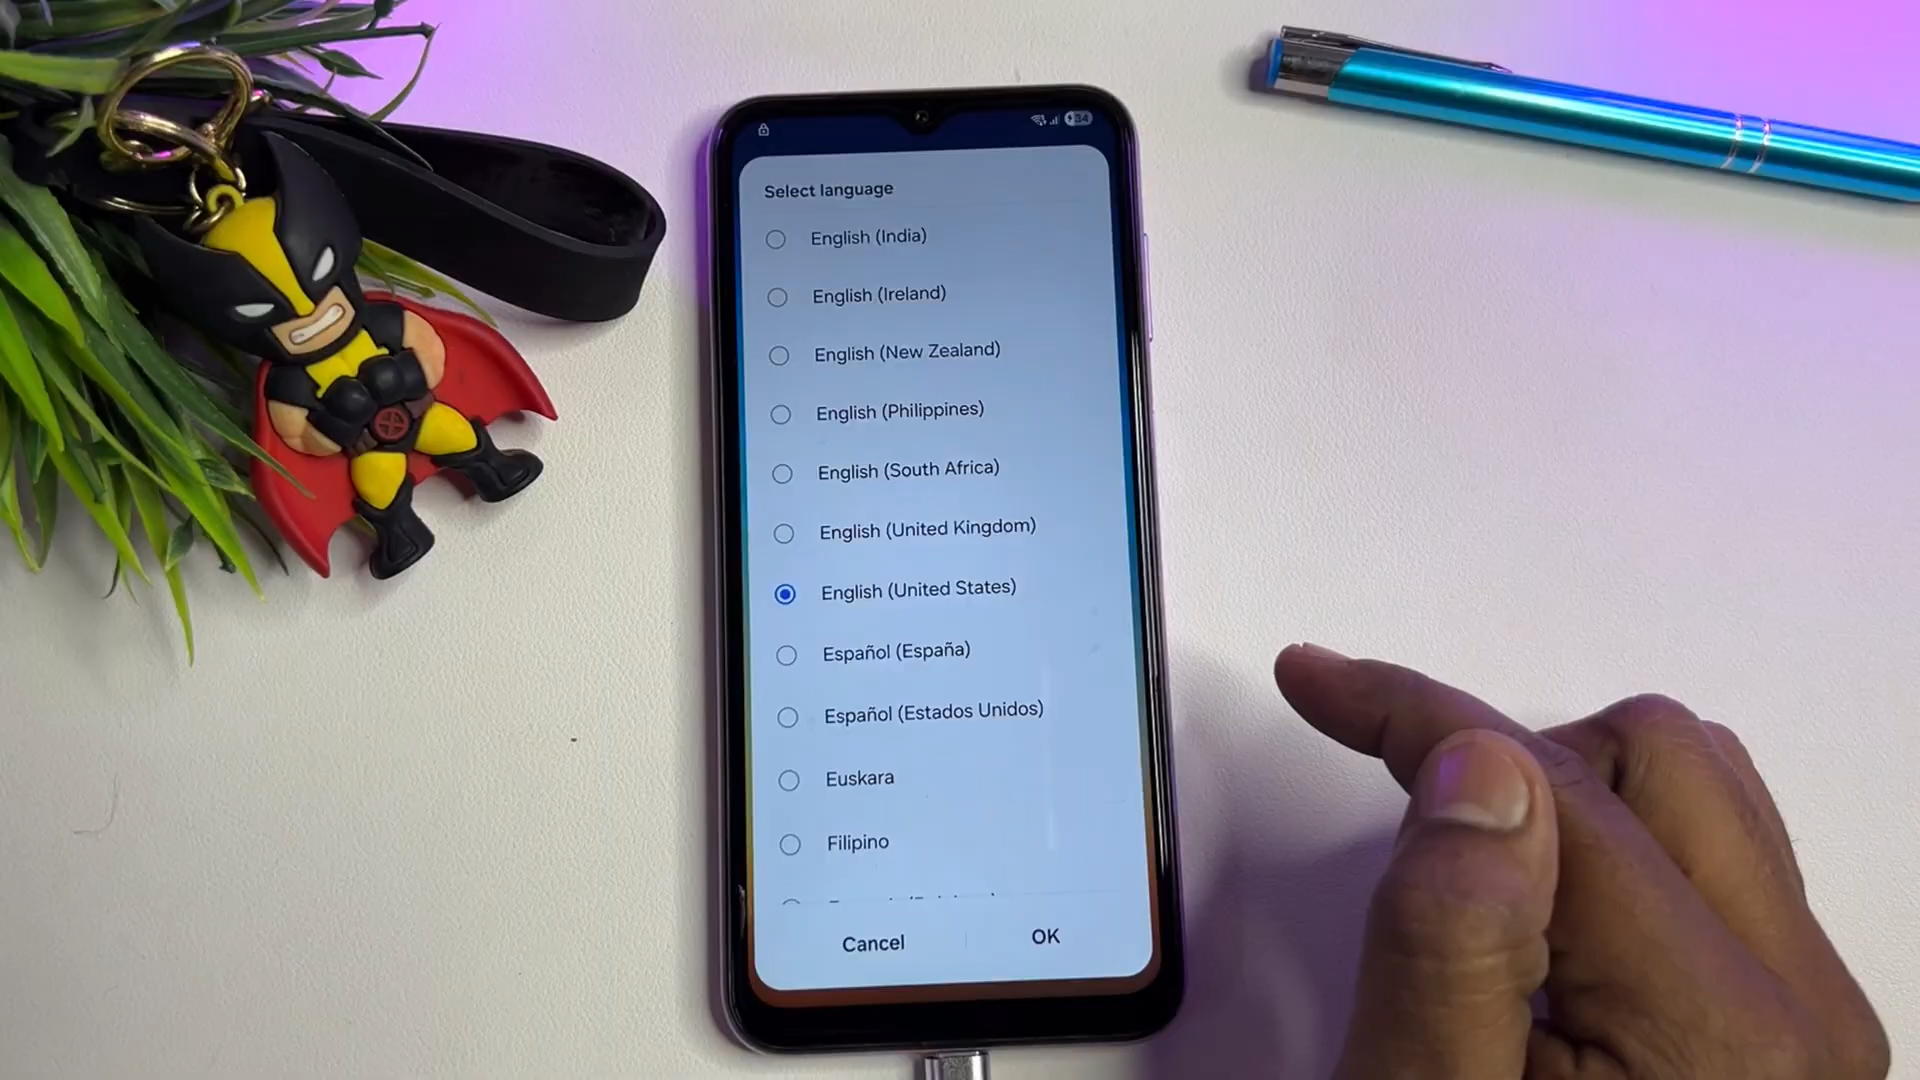 84
Select language
English (India)
English (Ireland)
English (New Zealand)
English (Philippines)
English (South Africa)
English (United Kingdom)
English (United States)
Español (España)
Español (Estados Unidos)
Euskara
Filipino
Cancel
OK